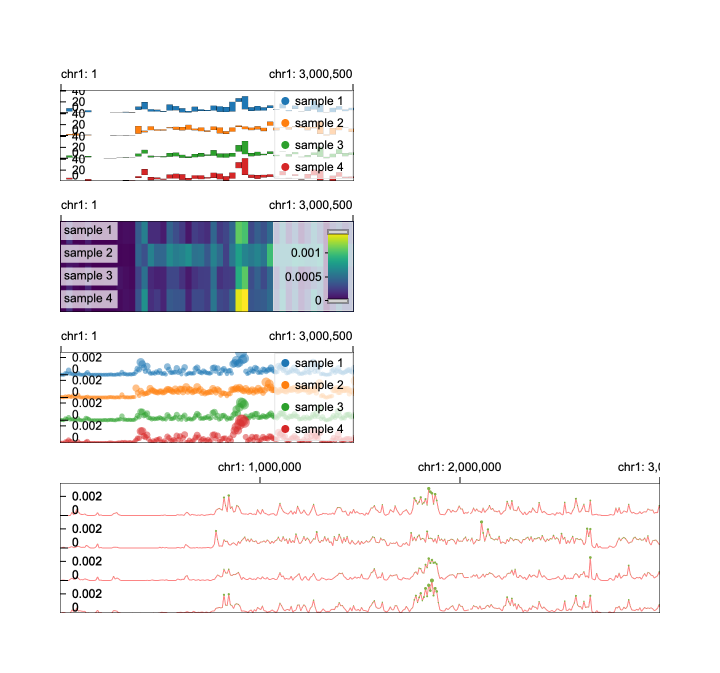 chr1: 1 chr1: 3,000,500
40
20 sample 1
0
40
20 sample 2
0
40
20 sample 3
0
40
20 sample 4
0
chr1: 1 chr1: 3,000,500
sample 1
sample 2 0.001
sample 3 0.0005
sample 4 0
chr1: 1 chr1: 3,000,500
0.002 sample 1
0
0.002 sample 2
0
0.002 sample 3
0
0.002 sample 4
0
chr1: 1,000,000 chr1: 2,000,000 chr1: 3,0
0.002
0
0.002
0
0.002
0
0.002
0